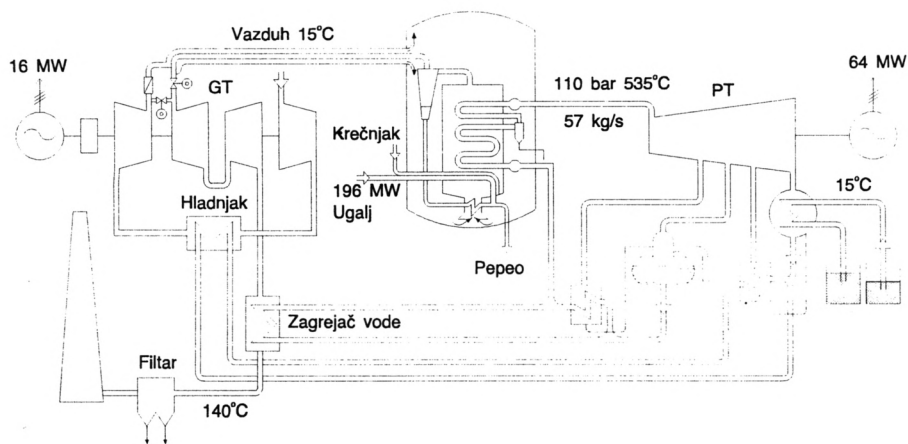 Vazduh 15°C
16 MW
GT
64 MW
110 bar 535°C
PT
57 kg/s
Krečnjak
196 MW
Ugalj
15°C
Hladnjak
Pepeo
Zagrejač vode
Filtar
140°C